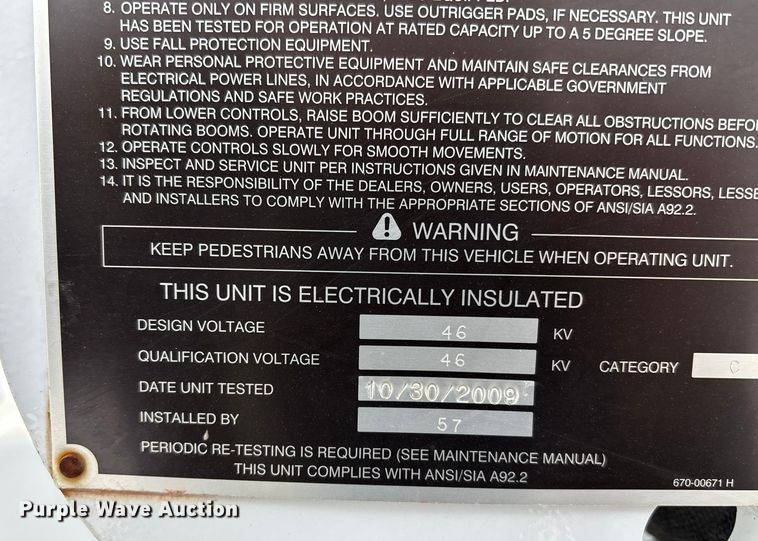 8. OPERATE ONLY ON FIRM SURFACES. USE OUTRIGGER PADS, IF NECESSARY. THIS UNIT
HAS BEEN TESTED FOR OPERATION AT RATED CAPACITY UP TO A 5 DEGREE SLOPE.
9. USE FALL PROTECTION EQUIPMENT.
10. WEAR PERSONAL PROTECTIVE EQUIPMENT AND MAINTAIN SAFE CLEARANCES FROM
ELECTRICAL POWER LINES, IN ACCORDANCE WITH APPLICABLE GOVERNMENT
REGULATIONS AND SAFE WORK PRACTICES.
11. FROM LOWER CONTROLS, RAISE BOOM SUFFICIENTLY TO CLEAR ALL OBSTRUCTIONS BEFO
ROTATING BOOMS. OPERATE UNIT THROUGH FULL RANGE OF MOTION FOR ALL FUNCTIONS.
12. OPERATE CONTROLS SLOWLY FOR SMOOTH MOVEMENTS.
13. INSPECT AND SERVICE UNIT PER INSTRUCTIONS GIVEN IN MAINTENANCE MANUAL.
14. IT IS THE RESPONSIBILITY OF THE DEALERS, OWNERS, USERS, OPERATORS, LESSORS, LESSE
AND INSTALLERS TO COMPLY WITH THE APPROPRIATE SECTIONS OF ANSI/SIA A92.2.
WARNING
KEEP PEDESTRIANS AWAY FROM THIS VEHICLE WHEN OPERATING UNIT.
THIS UNIT IS ELECTRICALLY INSULATED
DESIGN VOLTAGE 46 KV
QUALIFICATION VOLTAGE 46 KV CATEGORY C
DATE UNIT TESTED 10/30/2009
INSTALLED BY 57
PERIODIC RE-TESTING IS REQUIRED (SEE MAINTENANCE MANUAL)
THIS UNIT COMPLIES WITH ANSI/SIA A92.2
670-00671 H
Purple Wave Auction